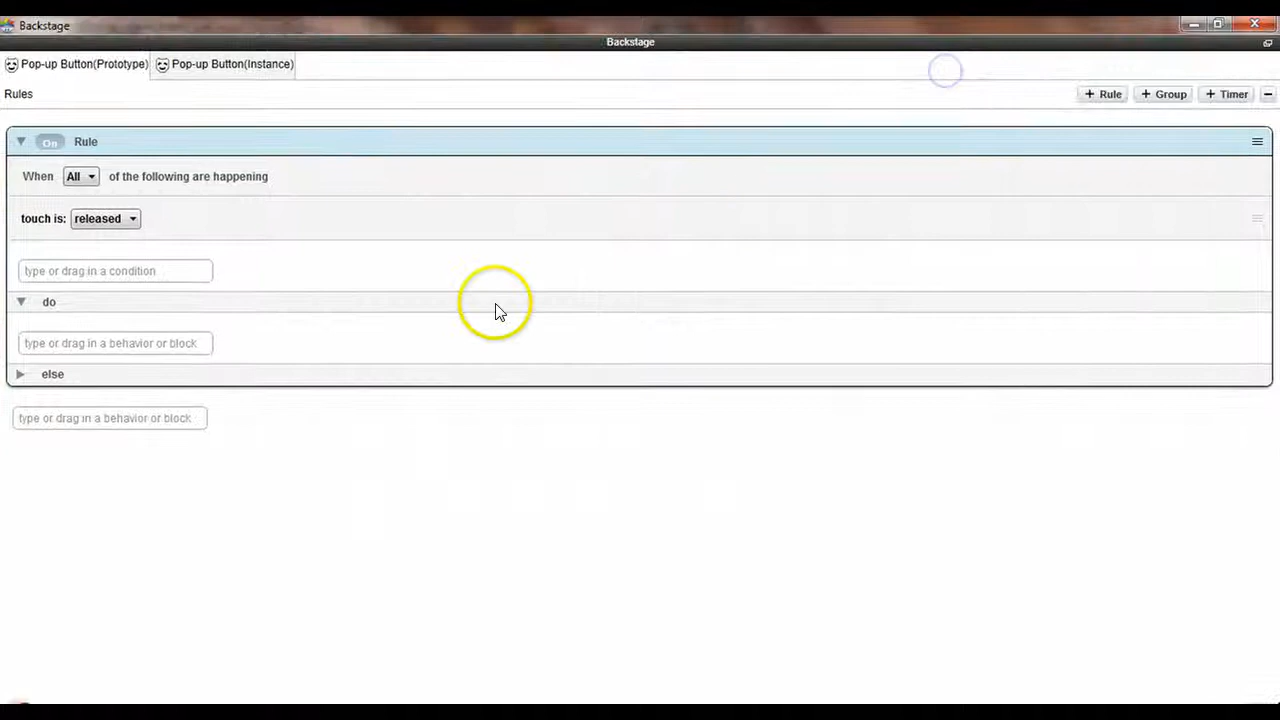 Backstage
Backstage
Pop-up Button(Prototype) Pop-up Button(Instance)
Rules + Rule + Group + Timer
On Rule
When All of the following are happening
touch is: released
type or drag in a condition
do
type or drag in a behavior or block
else
type or drag in a behavior or block